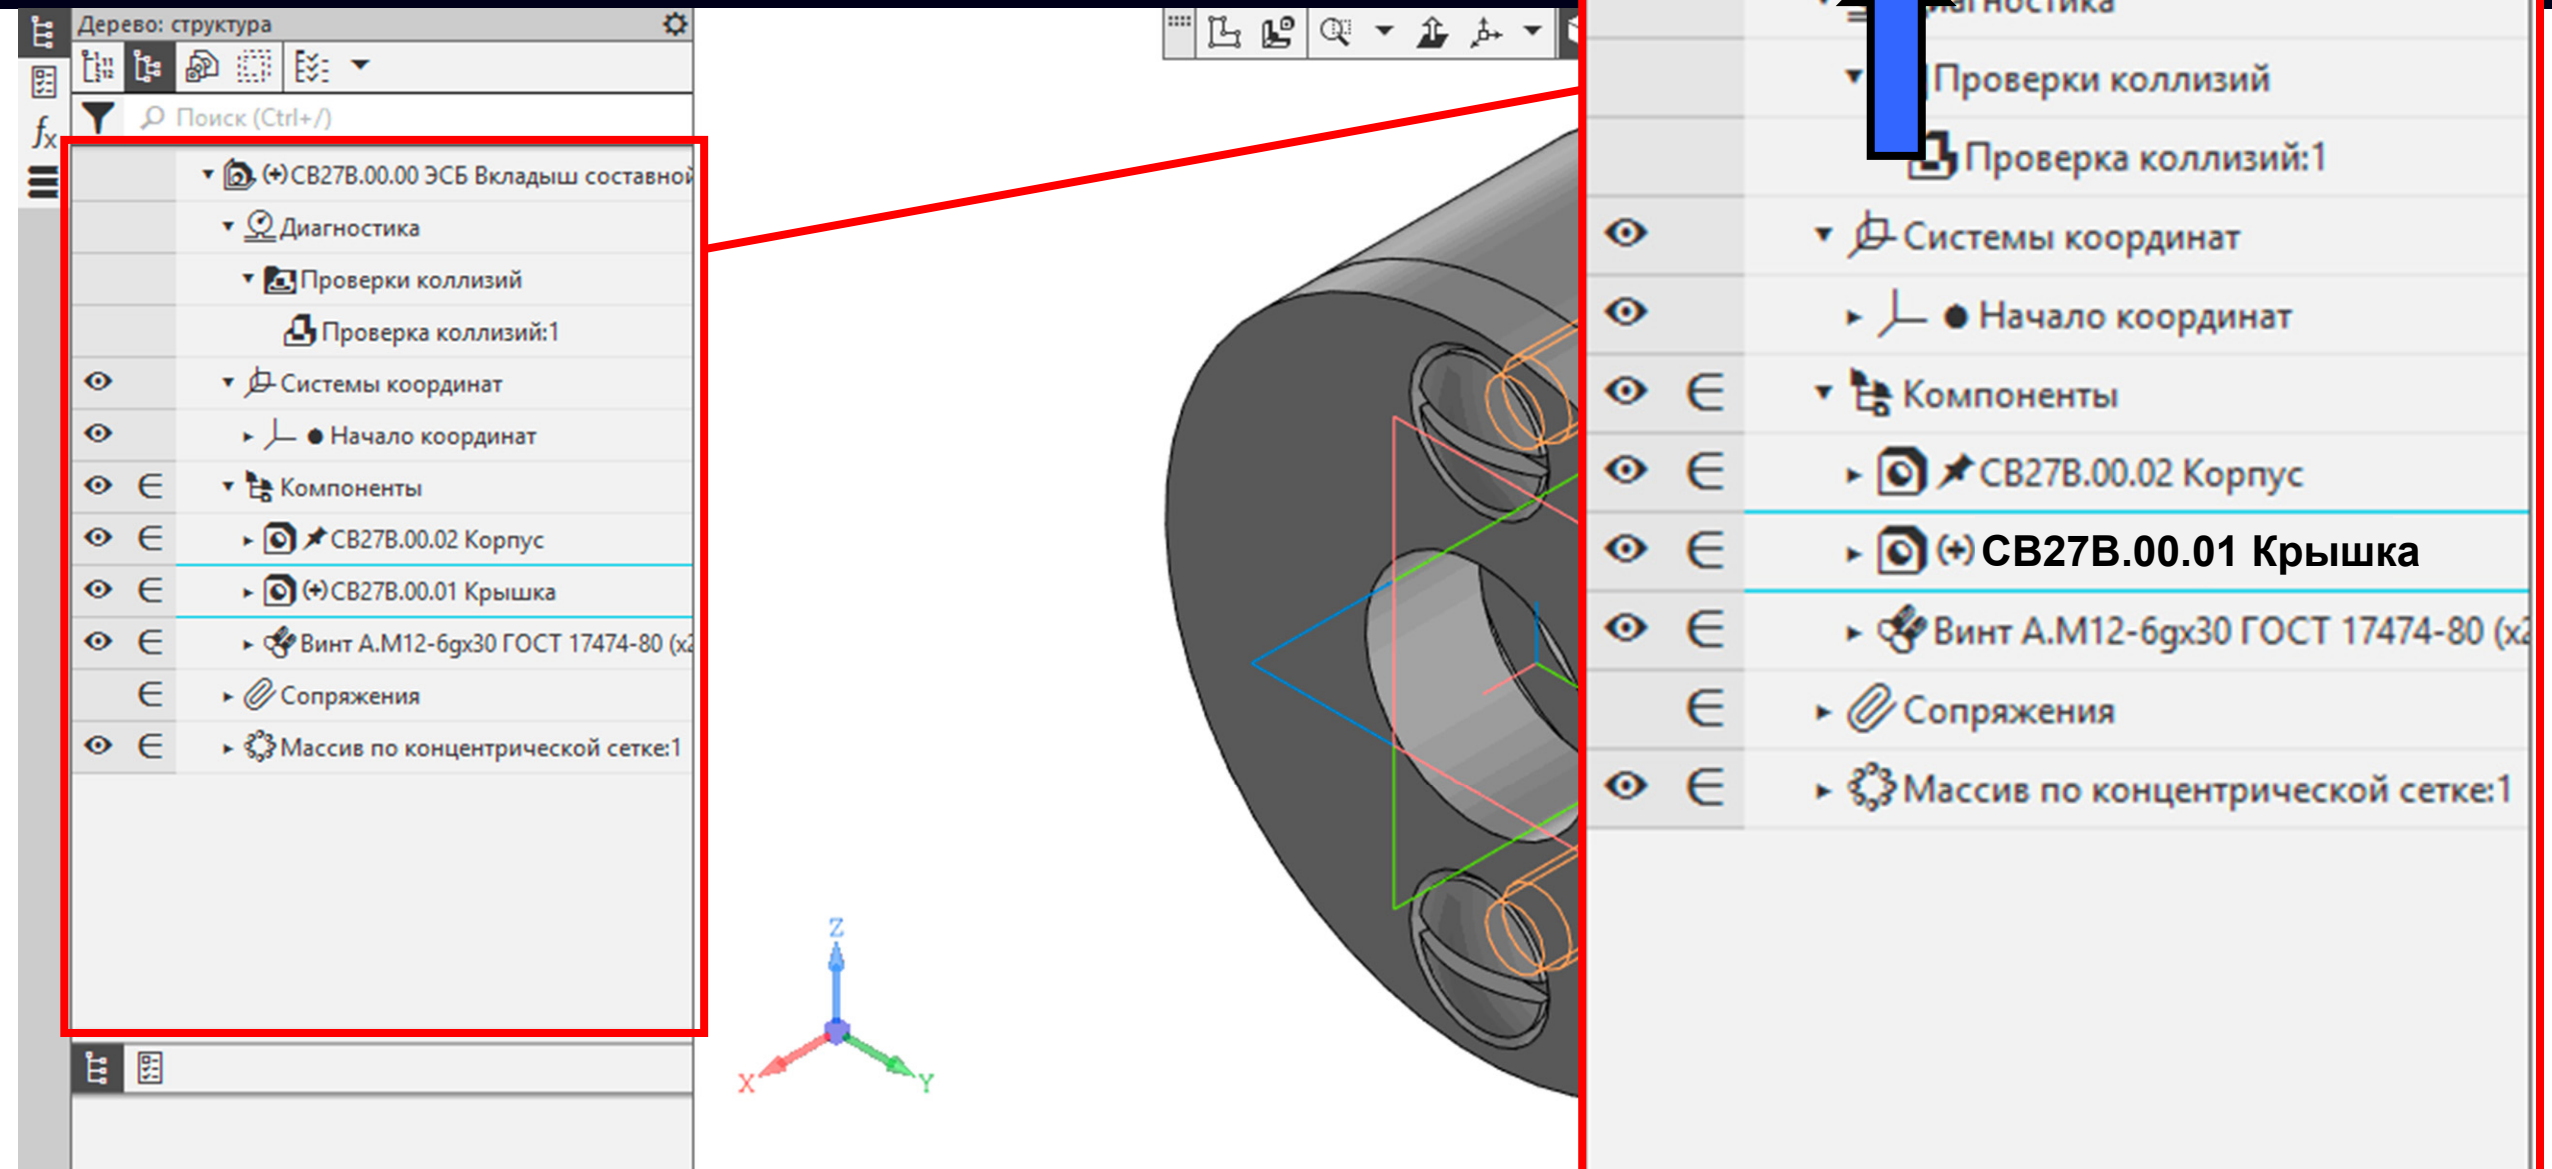 Дерево: структура
Поиск (Ctrl+/)
(+) СВ27В.00.00 ЭСБ Вкладыш составной
Диагностика
Проверки коллизий
Проверка коллизий:1
Системы координат
Начало координат
∈ Компоненты
∈ СВ27В.00.02 Корпус
∈ (+) СВ27В.00.01 Крышка
∈ Винт А.М12-6gx30 ГОСТ 17474-80 (x2
∈ Сопряжения
∈ Массив по концентрической сетке:1
Z
X
Y
Проверки коллизий
Проверка коллизий:1
Системы координат
Начало координат
∈ Компоненты
∈ СВ27В.00.02 Корпус
∈ (+) СВ27В.00.01 Крышка
∈ Винт А.М12-6gx30 ГОСТ 17474-80 (x2
∈ Сопряжения
∈ Массив по концентрической сетке:1